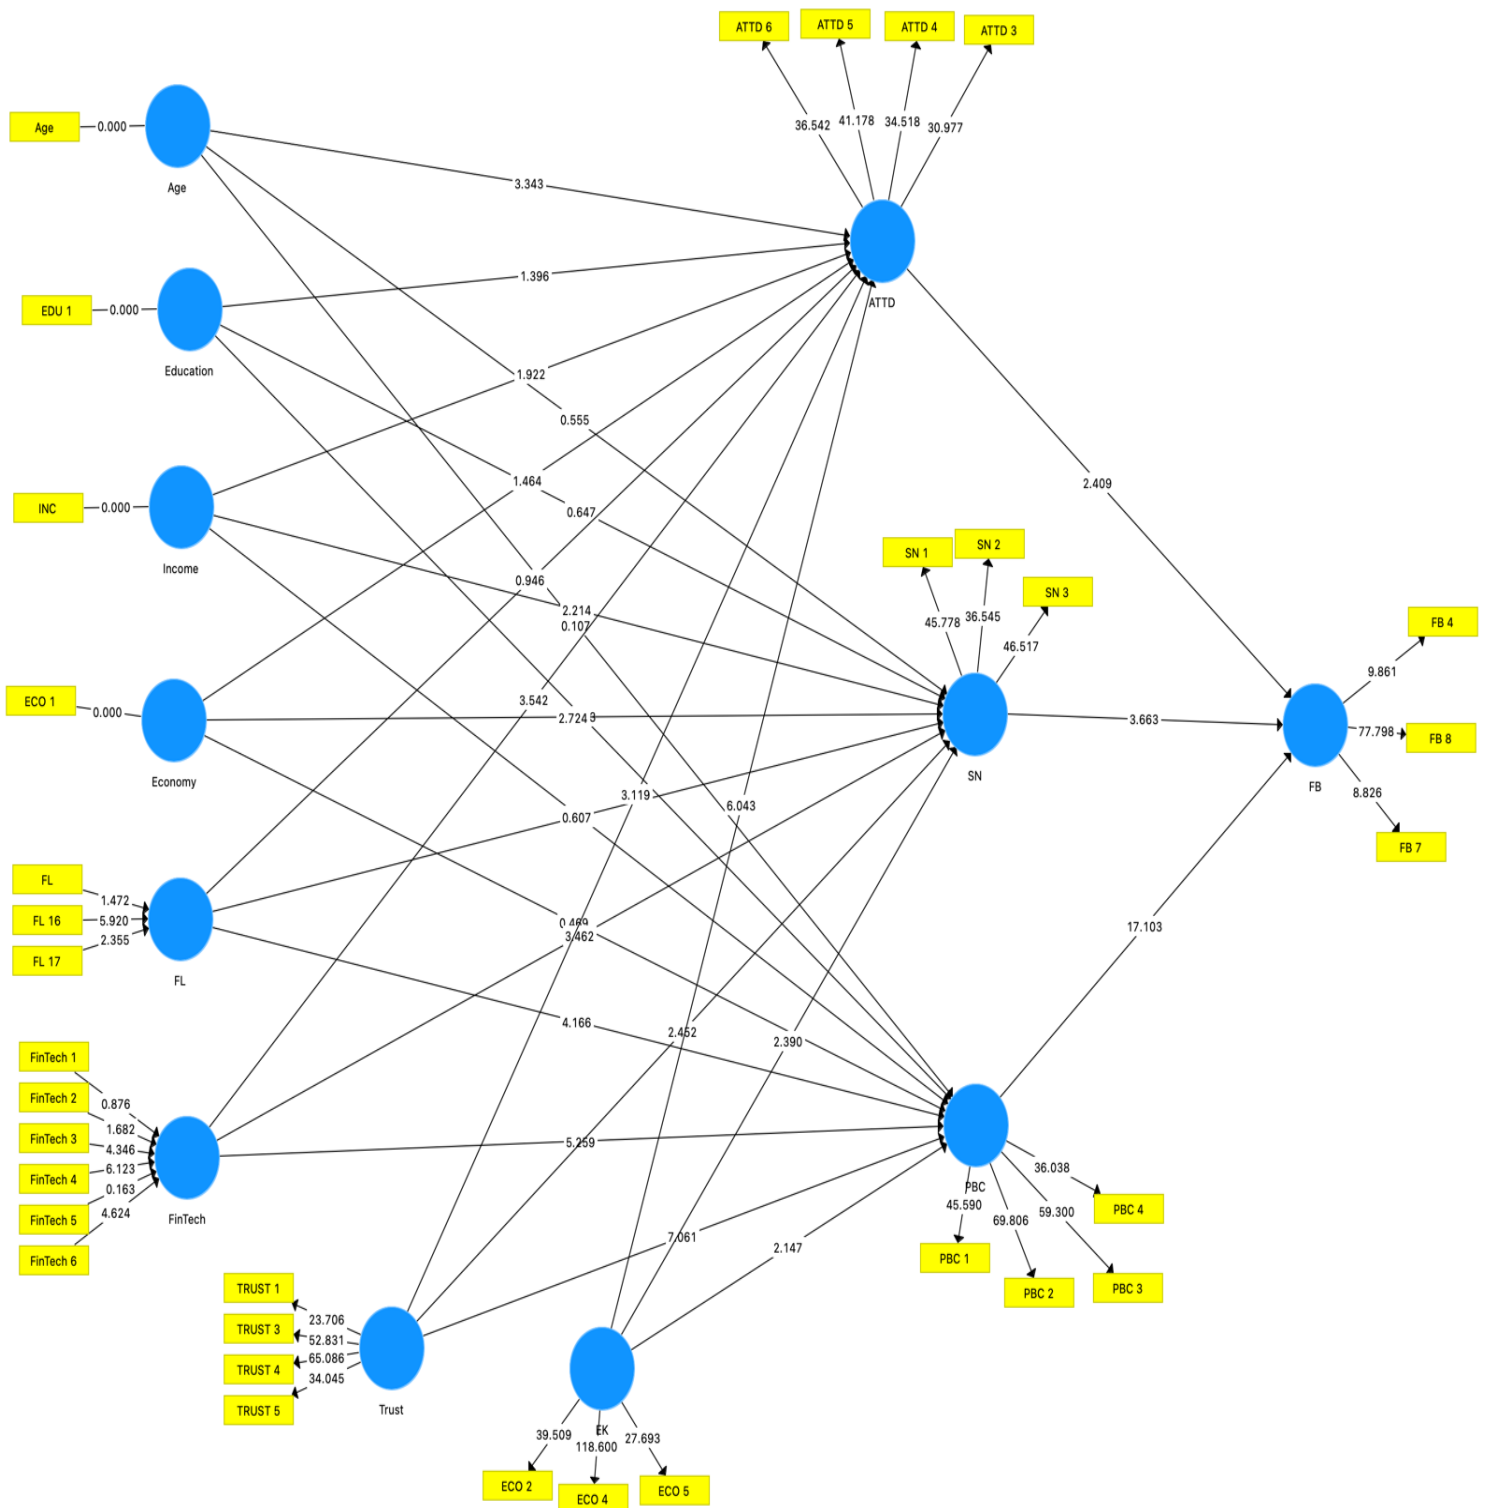 ATTD 6
ATTD 5
ATTD 4
ATTD 3
36.542
41.178
34.518
30.977
Age
0.000
Age
3.343
ATTD
EDU 1
0.000
Education
1.396
1.922
0.555
INC
0.000
Income
1.464
0.647
2.409
0.946
2.214
0.107
SN 1
SN 2
SN 3
45.778
36.545
46.517
SN
ECO 1
0.000
Economy
3.542
2.724
3.663
FB 4
9.861
77.798
FB 8
8.826
FB 7
FB
3.119
6.043
0.607
FL
FL 16
FL 17
1.472
5.920
2.355
FL
0.469
3.462
17.103
4.166
2.452
2.390
FinTech 1
FinTech 2
FinTech 3
FinTech 4
FinTech 5
FinTech 6
0.876
1.682
4.346
6.123
0.163
4.624
FinTech
5.259
PBC
36.038
45.590
69.806
59.300
PBC 4
PBC 1
PBC 2
PBC 3
7.061
2.147
TRUST 1
TRUST 3
TRUST 4
TRUST 5
23.706
52.831
65.086
34.045
Trust
EK
39.509
118.600
27.693
ECO 2
ECO 4
ECO 5